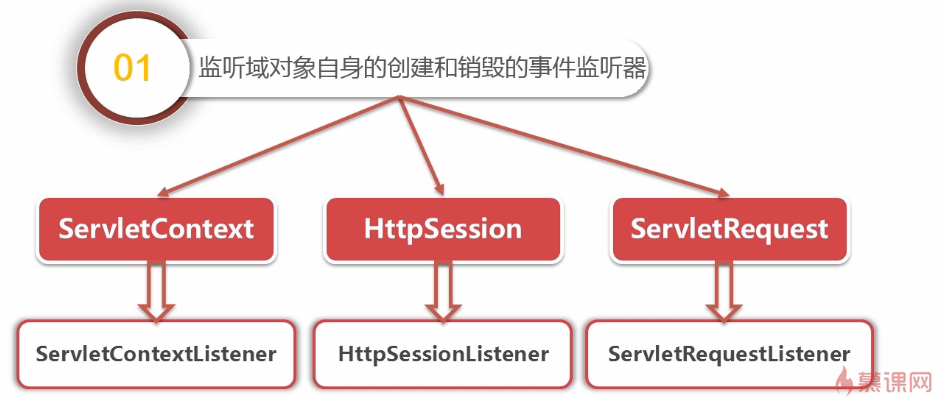 01
监听域对象自身的创建和销毁的事件监听器
ServletContext
HttpSession
ServletRequest
ServletContextListener
HttpSessionListener
ServletRequestListener
慕课网